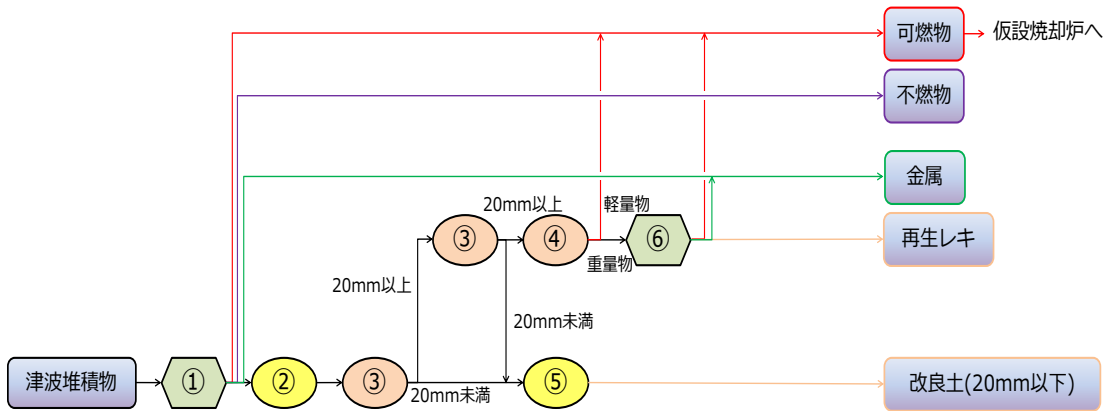 可燃物
仮設焼却炉へ
不燃物
金属
20mm以上
軽量物
③
④
⑥
再生レキ
重量物
20mm以上
20mm未満
津波堆積物
①
②
③
⑤
改良土(20mm以下)
20mm未満